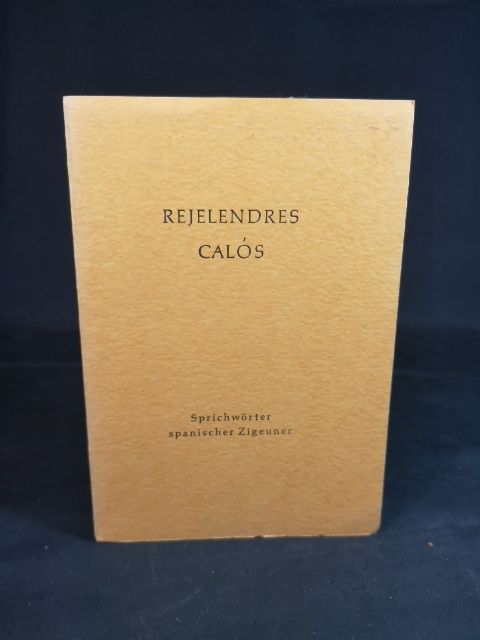 REJELENDRES
CALÓS
Sprichwörter
spanischer Zigeuner